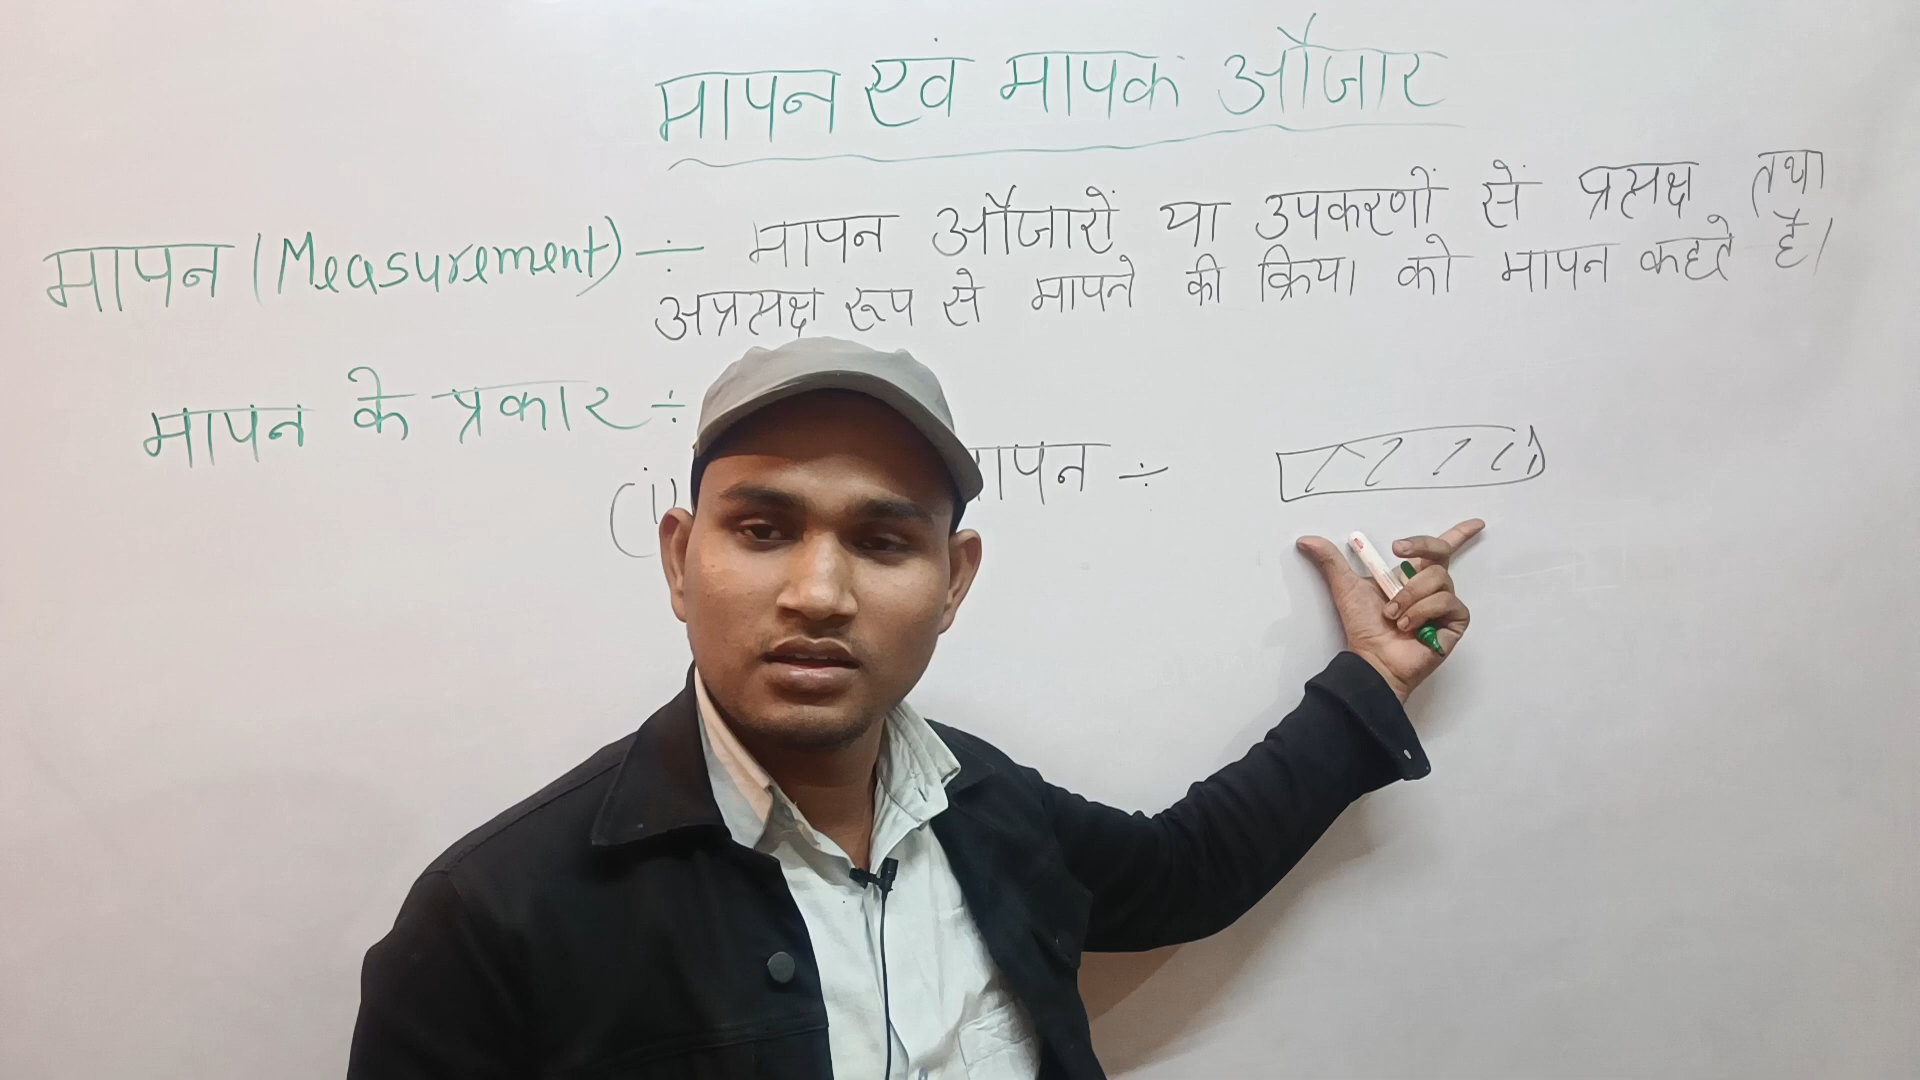 मापन एवं मापक औजार
मापन (Measurement) ÷ मापन औजारों या उपकरणों से प्रत्यक्ष तथा
अप्रत्यक्ष रूप से मापने की क्रिया को मापन कहते है।
मापन के प्रकार ÷
(i) मापन ÷